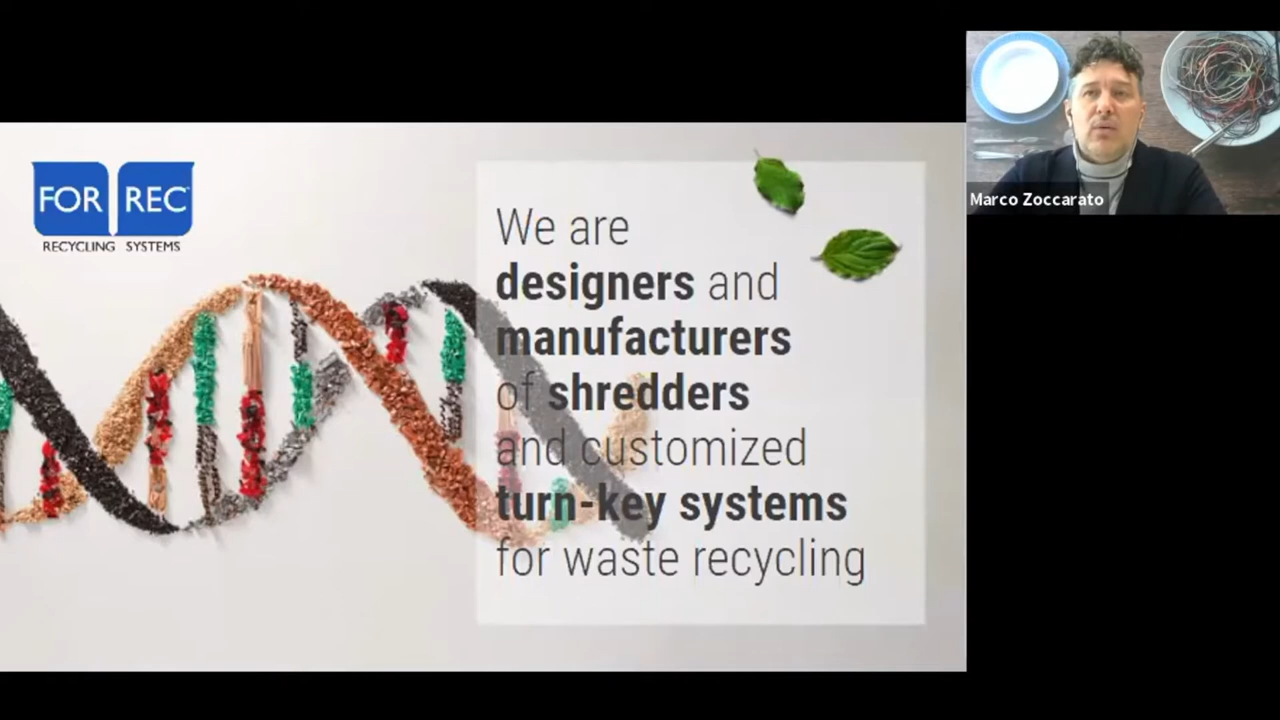 FOR REC
RECYCLING SYSTEMS
We are
designers and
manufacturers
of shredders
and customized
turn-key systems
for waste recycling
Marco Zoccarato